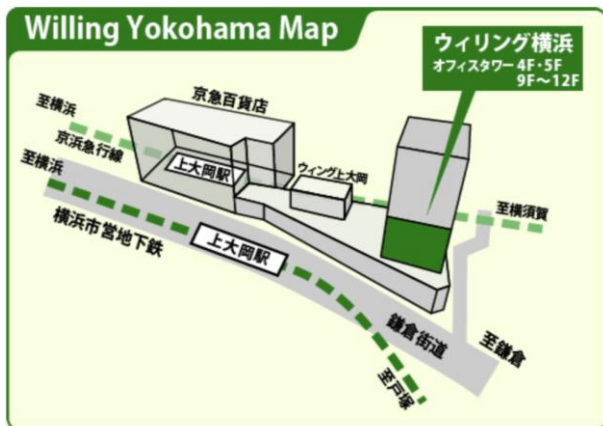 Willing Yokohama Map
ウィリング横浜
オフィスタワー 4F・5F
9F〜12F
京急百貨店
至横浜
京浜急行線
上大岡駅
ウィング上大岡
至横須賀
至横浜
横浜市営地下鉄
上大岡駅
鎌倉街道
至鎌倉
至戸塚